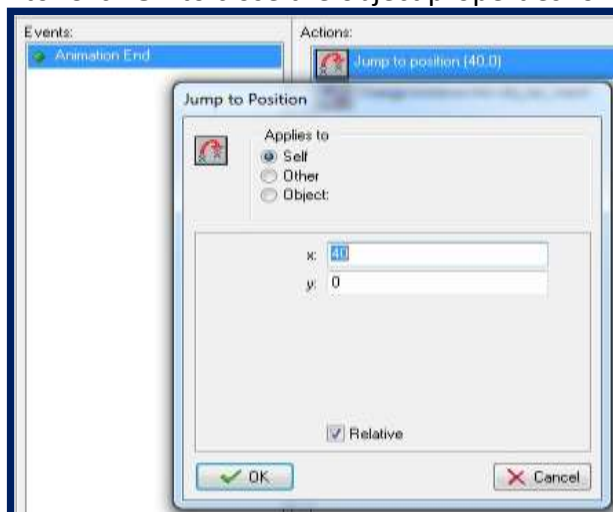 Events:
Actions:
Animation End
Jump to position (40,0)
Jump to Position
Applies to
Self
Other
Object:
x: 40
y: 0
Relative
OK
Cancel